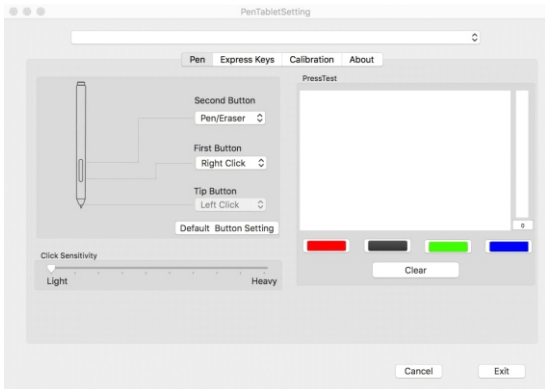 PenTabletSetting
Pen Express Keys Calibration About
PressTest
Second Button
Pen/Eraser
First Button
Right Click
Tip Button
Left Click
Default Button Setting
0
Click Sensitivity
Light Heavy
Clear
Cancel Exit